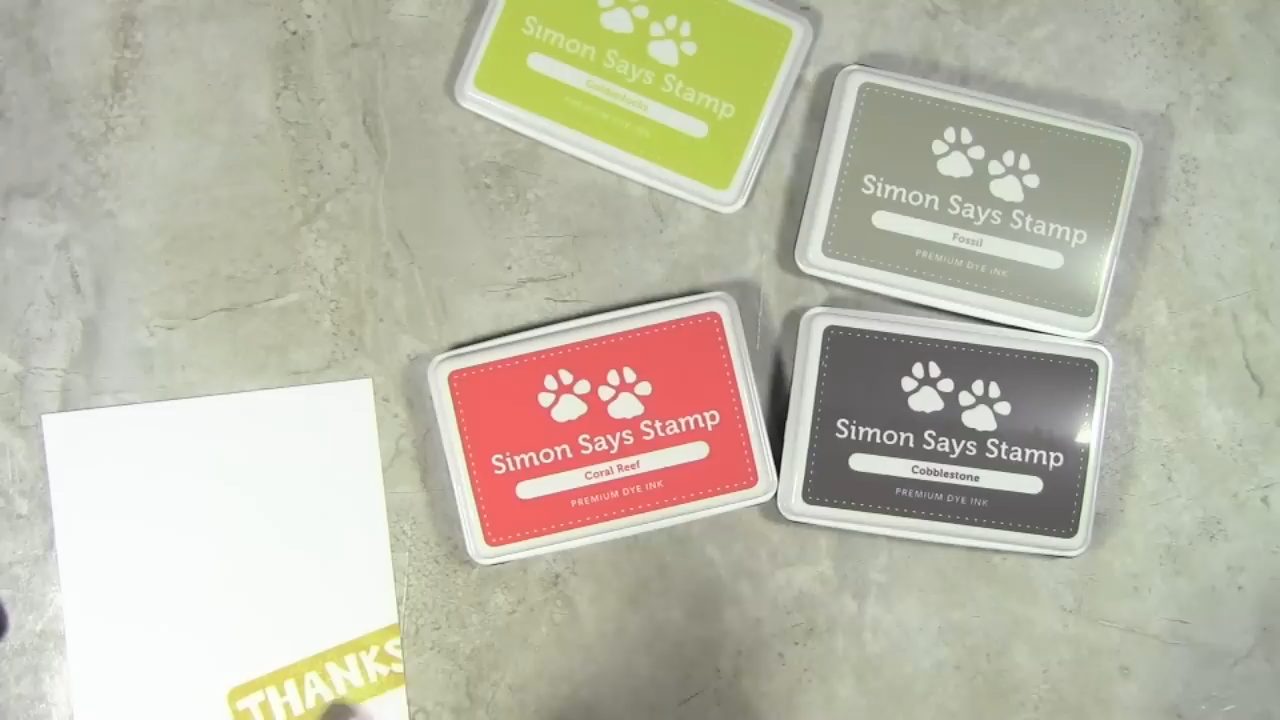 Simon Says Stamp
Simon Says Stamp
Fossil
PREMIUM DYE INK
Simon Says Stamp
Coral Reef
PREMIUM DYE INK
Simon Says Stamp
Cobblestone
PREMIUM DYE INK
THANKS